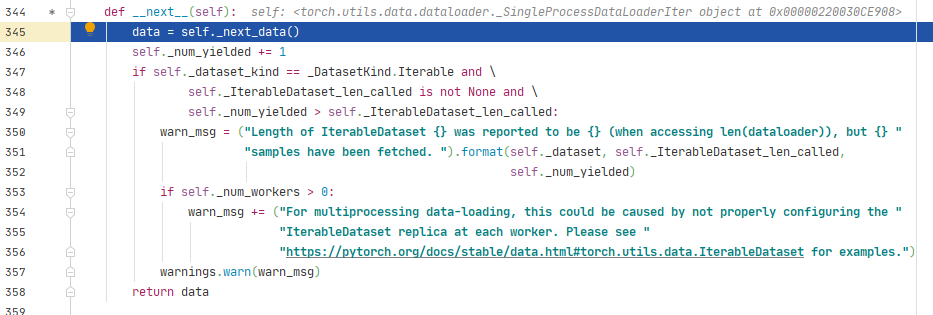 344 * def __next__(self): self: <torch.utils.data.dataloader._SingleProcessDataLoaderIter object at 0x00000220030CE908>
345 data = self._next_data()
346 self._num_yielded += 1
347 if self._dataset_kind == _DatasetKind.Iterable and \
348 self._IterableDataset_len_called is not None and \
349 self._num_yielded > self._IterableDataset_len_called:
350 warn_msg = ("Length of IterableDataset {} was reported to be {} (when accessing len(dataloader)), but {} "
351 "samples have been fetched. ").format(self._dataset, self._IterableDataset_len_called,
352 self._num_yielded)
353 if self._num_workers > 0:
354 warn_msg += ("For multiprocessing data-loading, this could be caused by not properly configuring the "
355 "IterableDataset replica at each worker. Please see "
356 "https://pytorch.org/docs/stable/data.html#torch.utils.data.IterableDataset for examples.")
357 warnings.warn(warn_msg)
358 return data
359